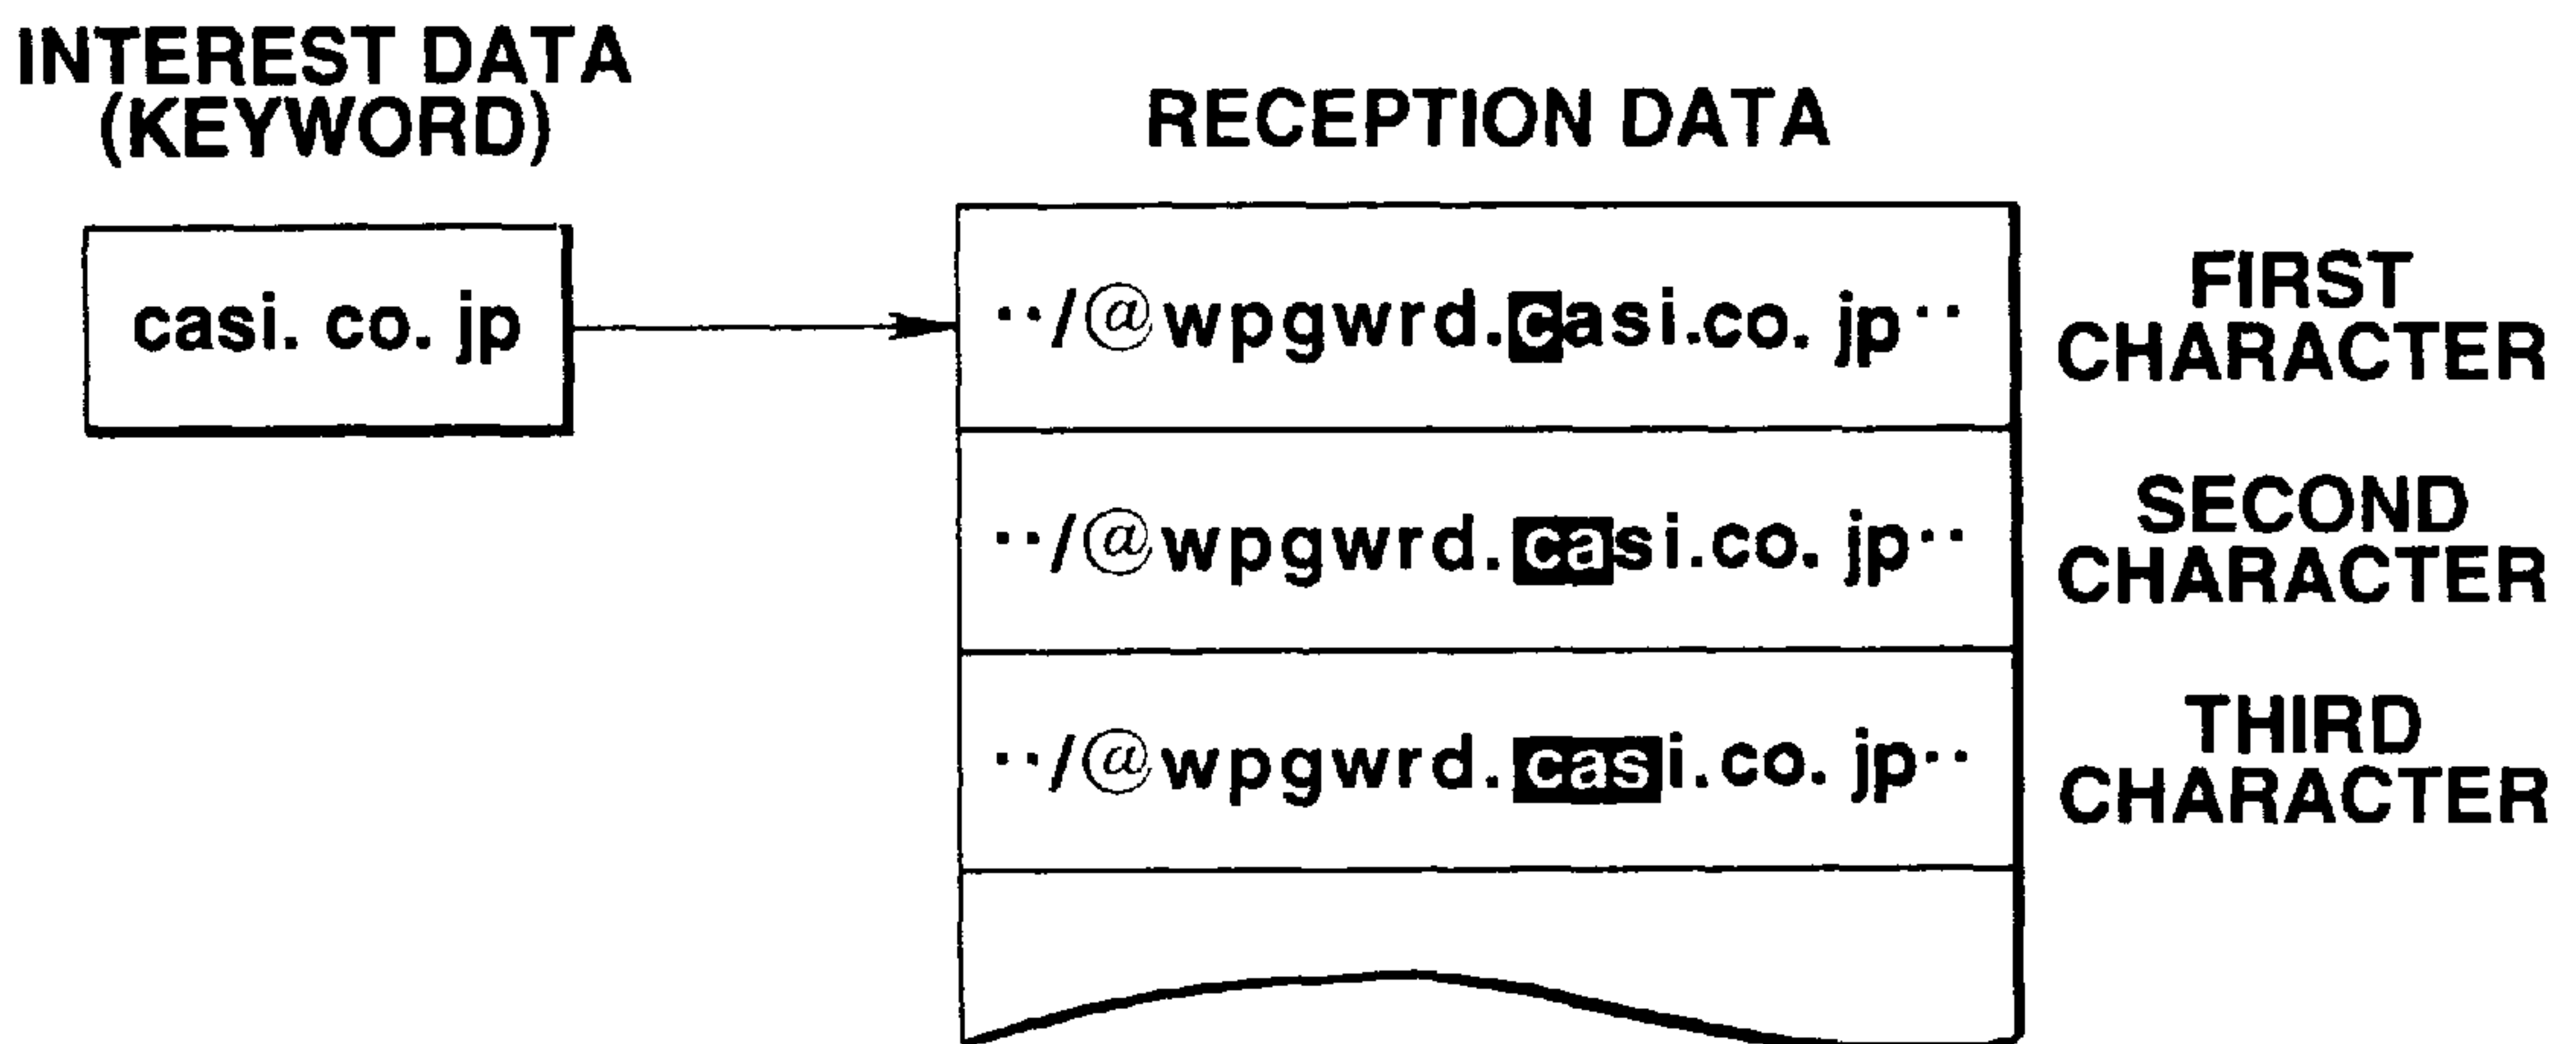 INTEREST DATA
(KEYWORD)
RECEPTION DATA
casi. co. jp
··/@wpgwrd.casi.co. jp··
FIRST
CHARACTER
··/@wpgwrd.casi.co. jp··
SECOND
CHARACTER
··/@wpgwrd.casi.co. jp··
THIRD
CHARACTER